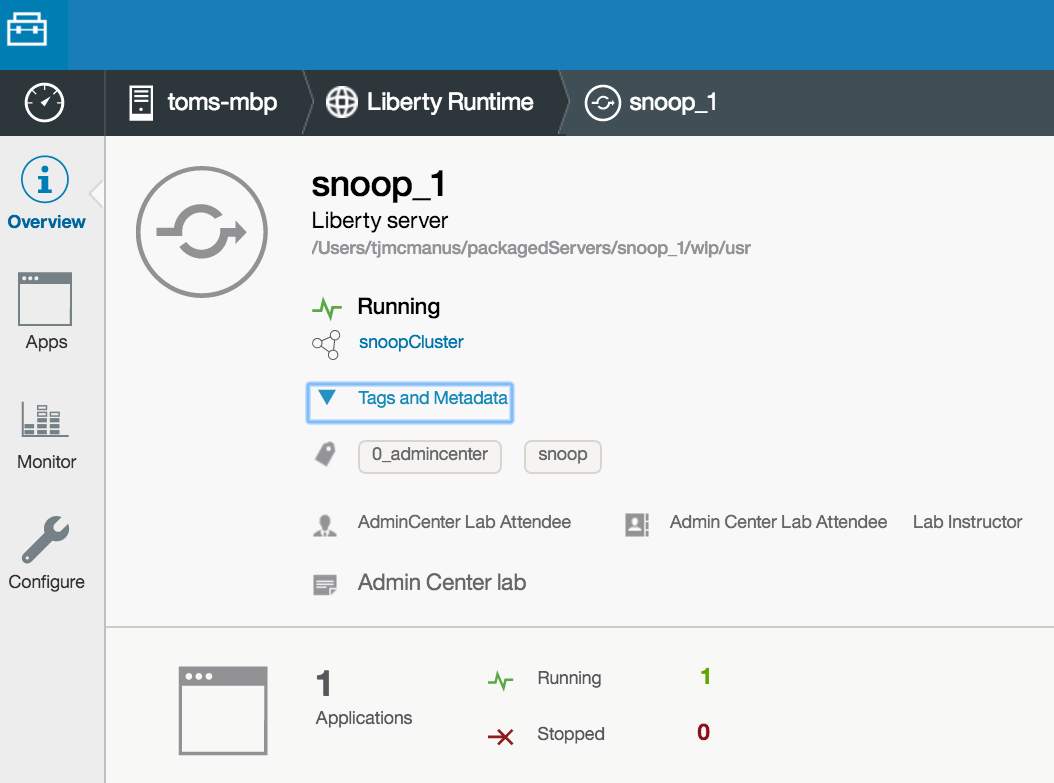 toms-mbp Liberty Runtime snoop_1
Overview
Apps
Monitor
Configure
snoop_1
Liberty server
/Users/tjmcmanus/packagedServers/snoop_1/wlp/usr
Running
snoopCluster
Tags and Metadata
0_admincenter snoop
AdminCenter Lab Attendee Admin Center Lab Attendee Lab Instructor
Admin Center lab
1
Applications
Running 1
Stopped 0